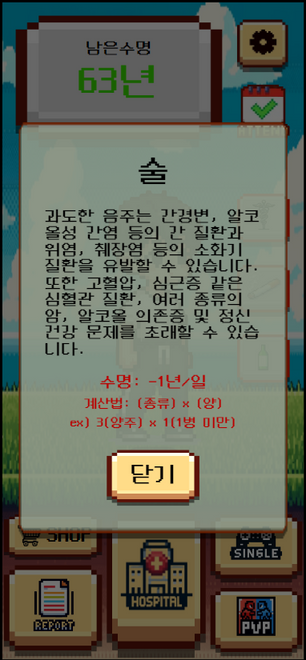 남은수명
63년
술
과도한 음주는 간경변, 알코
올성 간염 등의 간 질환과
위염, 췌장염 등의 소화기
질환을 유발할 수 있습니다.
또한 고혈압, 심근증 같은
심혈관 질환, 여러 종류의
암, 알코올 의존증 및 정신
건강 문제를 초래할 수 있습
니다.
수명: -1년/일
계산법: (종류) x (양)
ex) 3(양주) x 1(1병 미만)
닫기
SHOP
HOSPITAL
SINGLE
REPORT
PVP